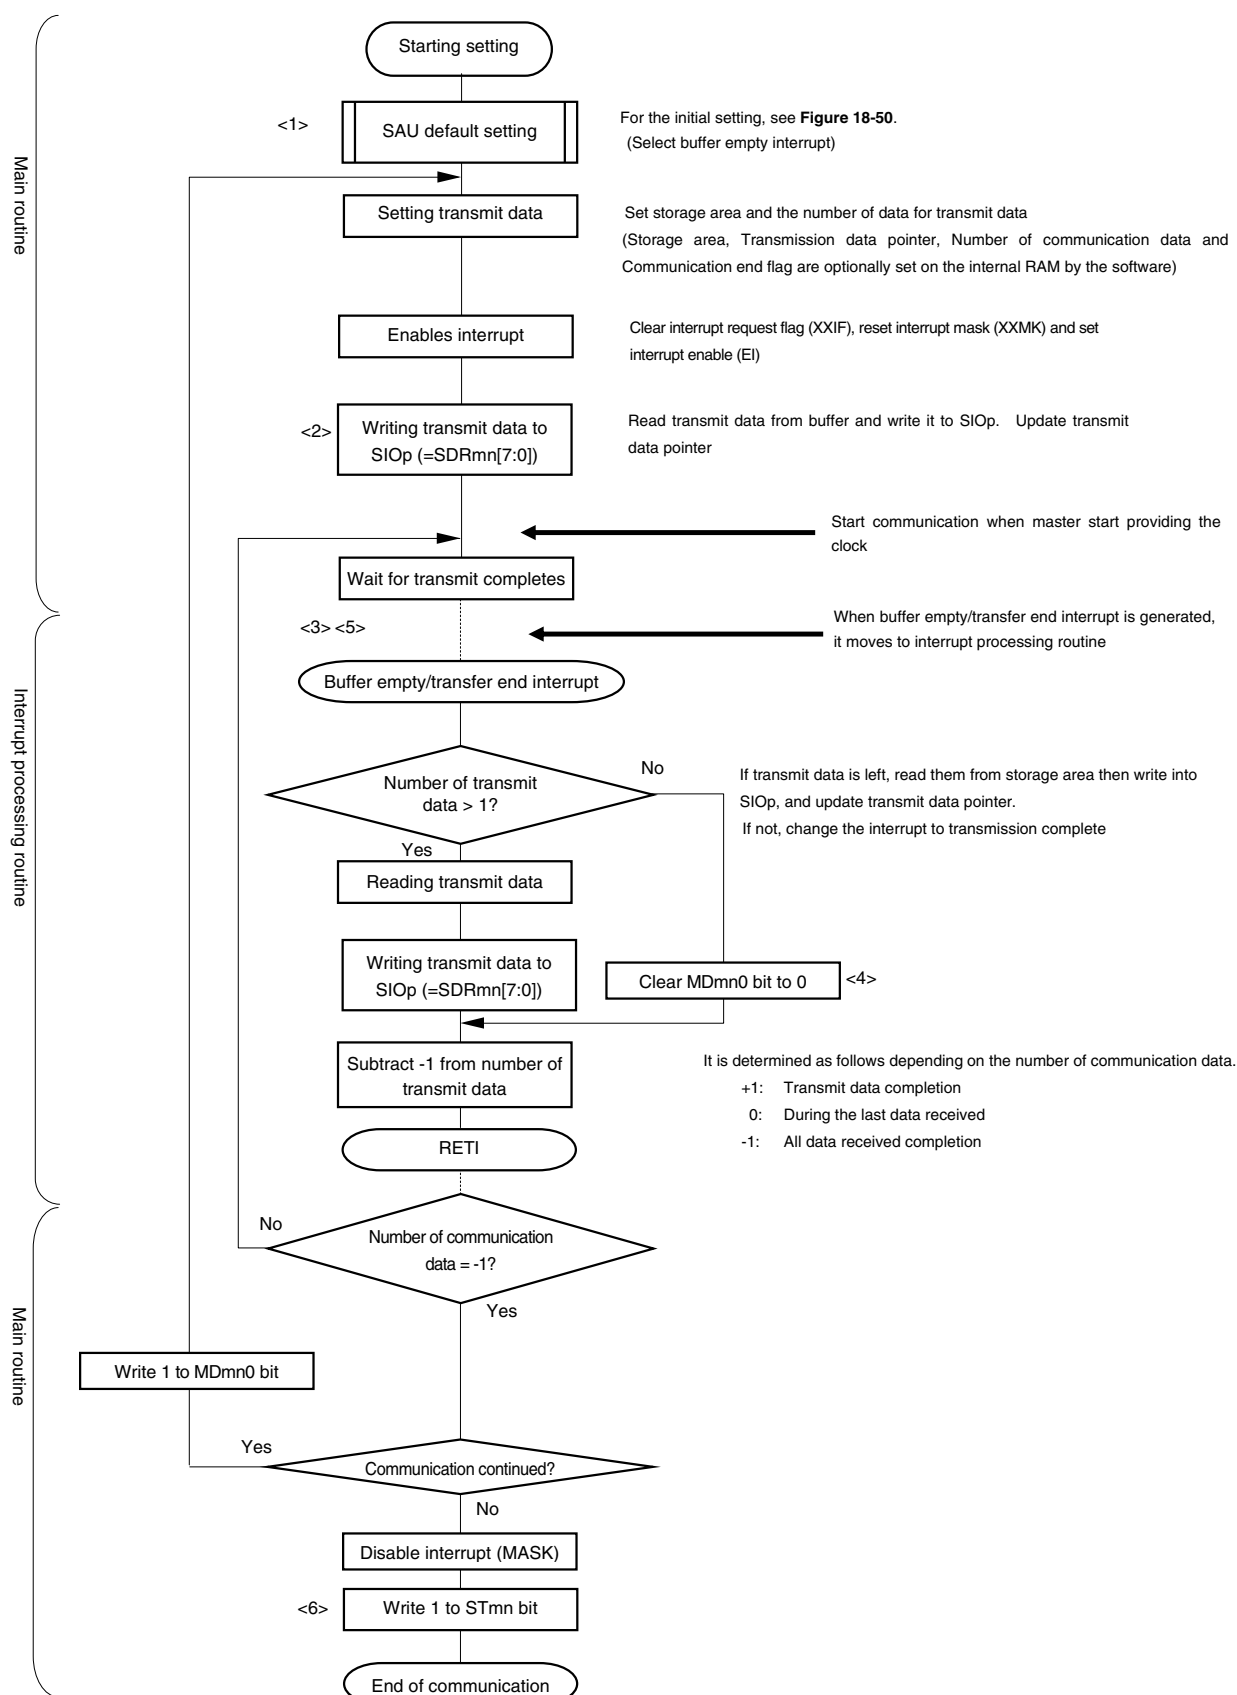 Starting setting
<1>
SAU default setting
For the initial setting, see Figure 18-50.
(Select buffer empty interrupt)
Main routine
Setting transmit data
Set storage area and the number of data for transmit data
(Storage area, Transmission data pointer, Number of communication data and
Communication end flag are optionally set on the internal RAM by the software)
Enables interrupt
Clear interrupt request flag (XXIF), reset interrupt mask (XXMK) and set
interrupt enable (EI)
<2>
Writing transmit data to
SIOp (=SDRmn[7:0])
Read transmit data from buffer and write it to SIOp. Update transmit
data pointer
Start communication when master start providing the
clock
Wait for transmit completes
<3> <5>
When buffer empty/transfer end interrupt is generated,
it moves to interrupt processing routine
Buffer empty/transfer end interrupt
Interrupt processing routine
Number of transmit
data > 1?
No
If transmit data is left, read them from storage area then write into
SIOp, and update transmit data pointer.
If not, change the interrupt to transmission complete
Yes
Reading transmit data
Writing transmit data to
SIOp (=SDRmn[7:0])
Clear MDmn0 bit to 0
<4>
Subtract -1 from number of
transmit data
It is determined as follows depending on the number of communication data.
+1: Transmit data completion
0: During the last data received
-1: All data received completion
RETI
No
Number of communication
data = -1?
Yes
Main routine
Write 1 to MDmn0 bit
Yes
Communication continued?
No
Disable interrupt (MASK)
<6>
Write 1 to STmn bit
End of communication